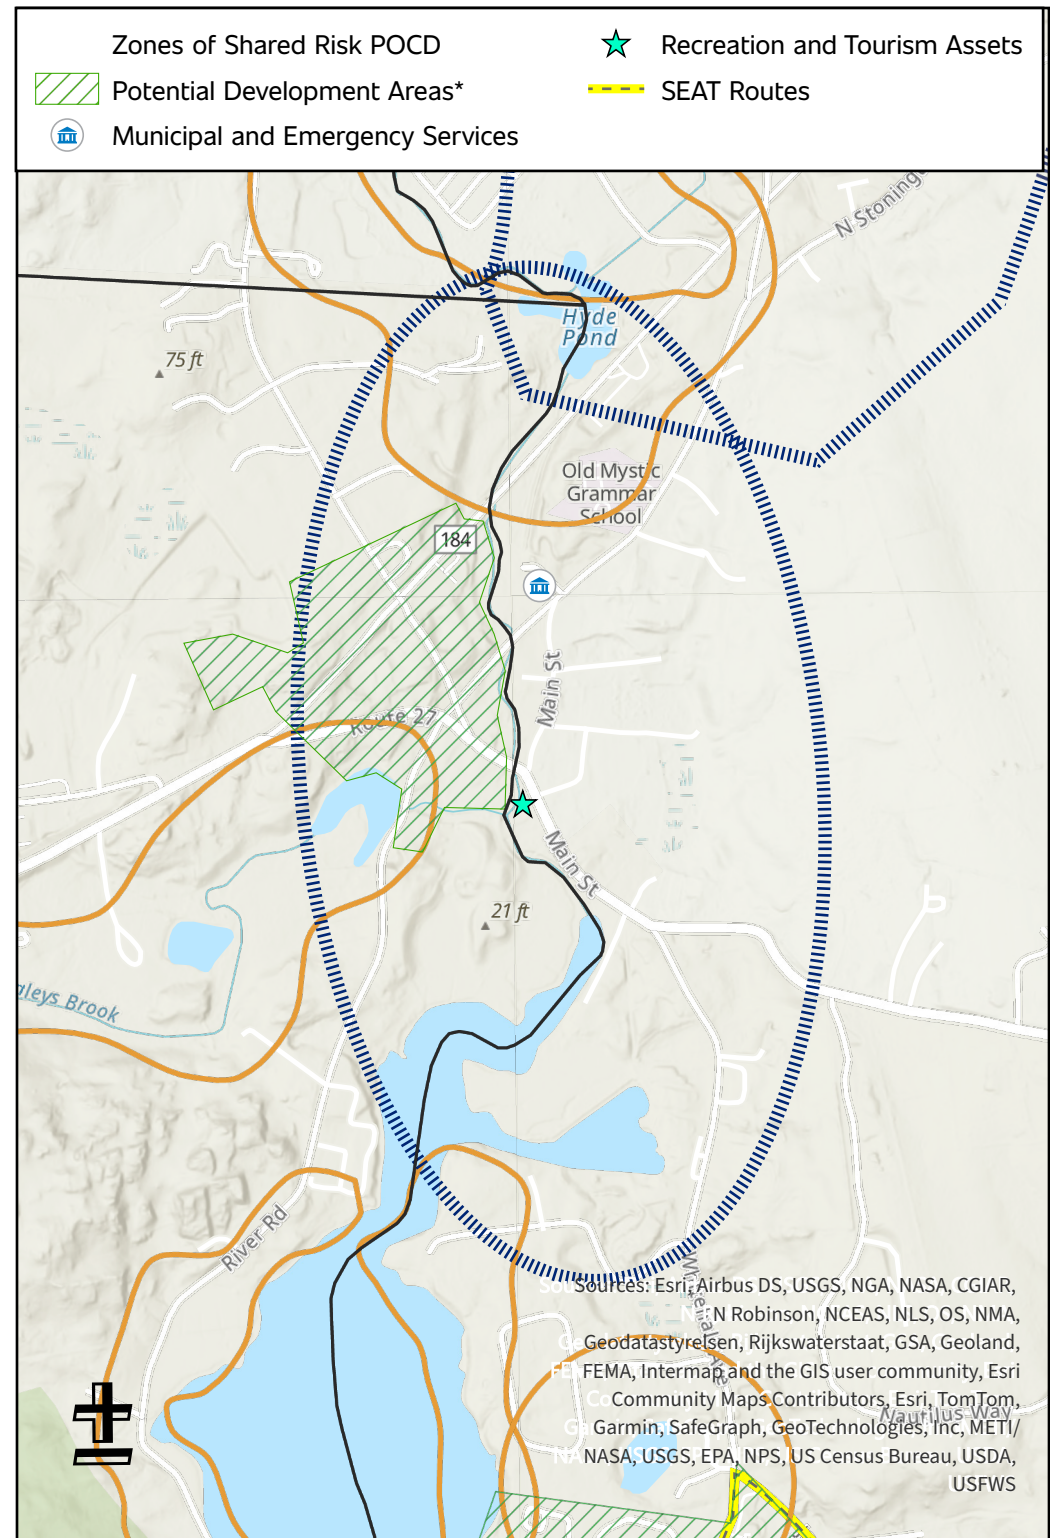 Zones of Shared Risk POCD
Potential Development Areas*
Municipal and Emergency Services
Recreation and Tourism Assets
SEAT Routes
N Stoning
Hyde
Pond
75 ft
Old Mystic
Grammar
School
184
Main St
Route 27
Main St
21 ft
aleys Brook
River Rd
Sources: Esri, Airbus DS, USGS, NGA, NASA, CGIAR,
N Robinson, NCEAS, NLS, OS, NMA,
Geodatastyrelsen, Rijkswaterstaat, GSA, Geoland,
FEMA, Intermap and the GIS user community, Esri
Community Maps Contributors, Esri, TomTom,
Garmin, SafeGraph, GeoTechnologies, Inc, METI/
NASA, USGS, EPA, NPS, US Census Bureau, USDA,
USFWS
Nautilus Way